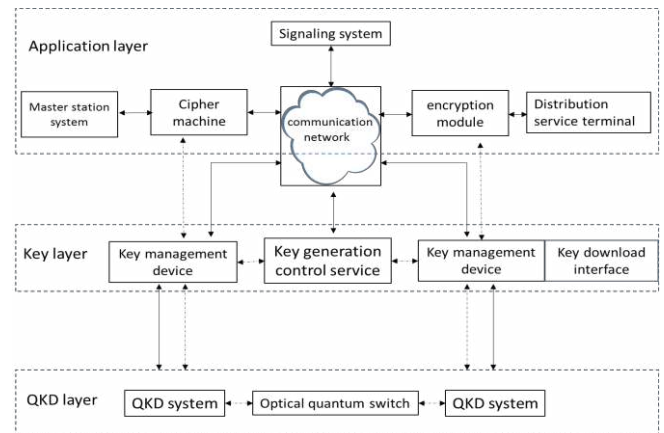 Signaling system
Application layer
Master station
system
Cipher
machine
communication
network
encryption
module
Distribution
service terminal
Key layer
Key management
device
Key generation
control service
Key management
device
Key download
interface
QKD layer
QKD system
Optical quantum switch
QKD system